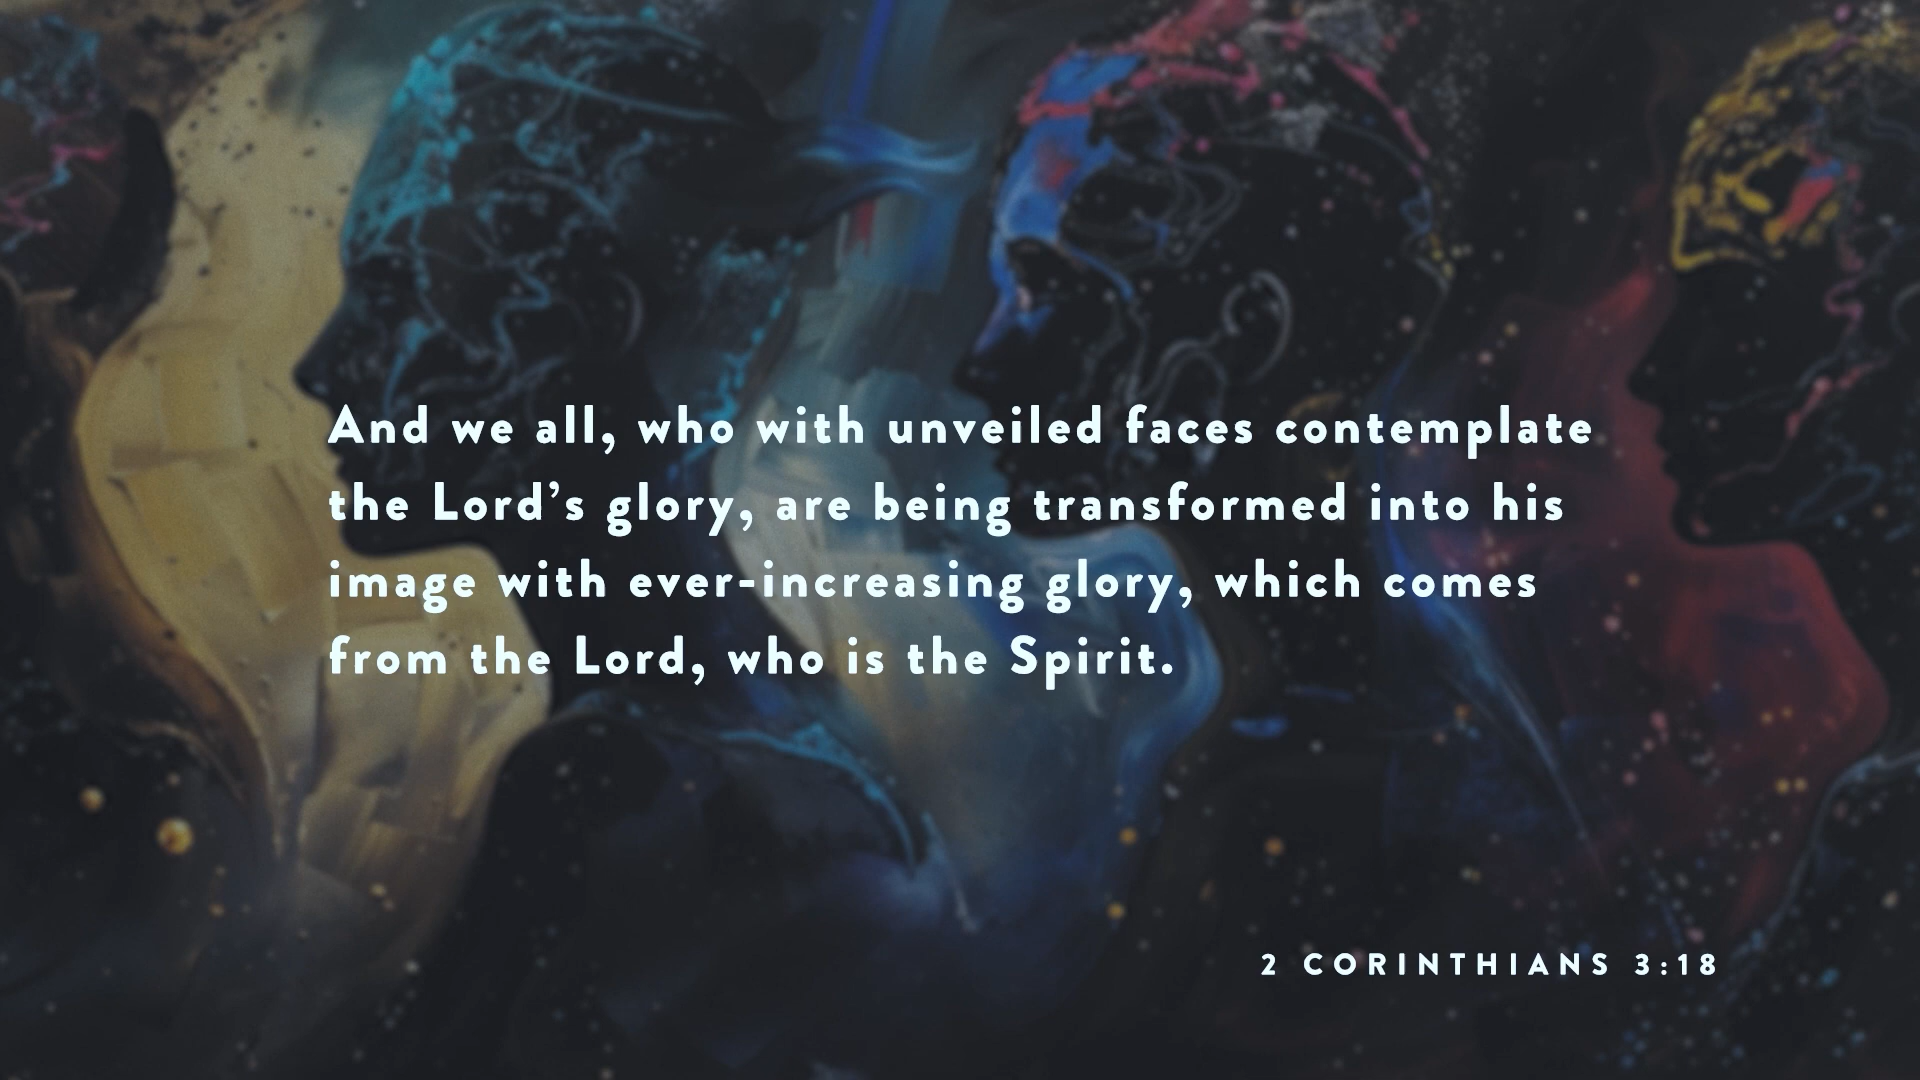 And we all, who with unveiled faces contemplate
the Lord’s glory, are being transformed into his
image with ever-increasing glory, which comes
from the Lord, who is the Spirit.
2 CORINTHIANS 3:18